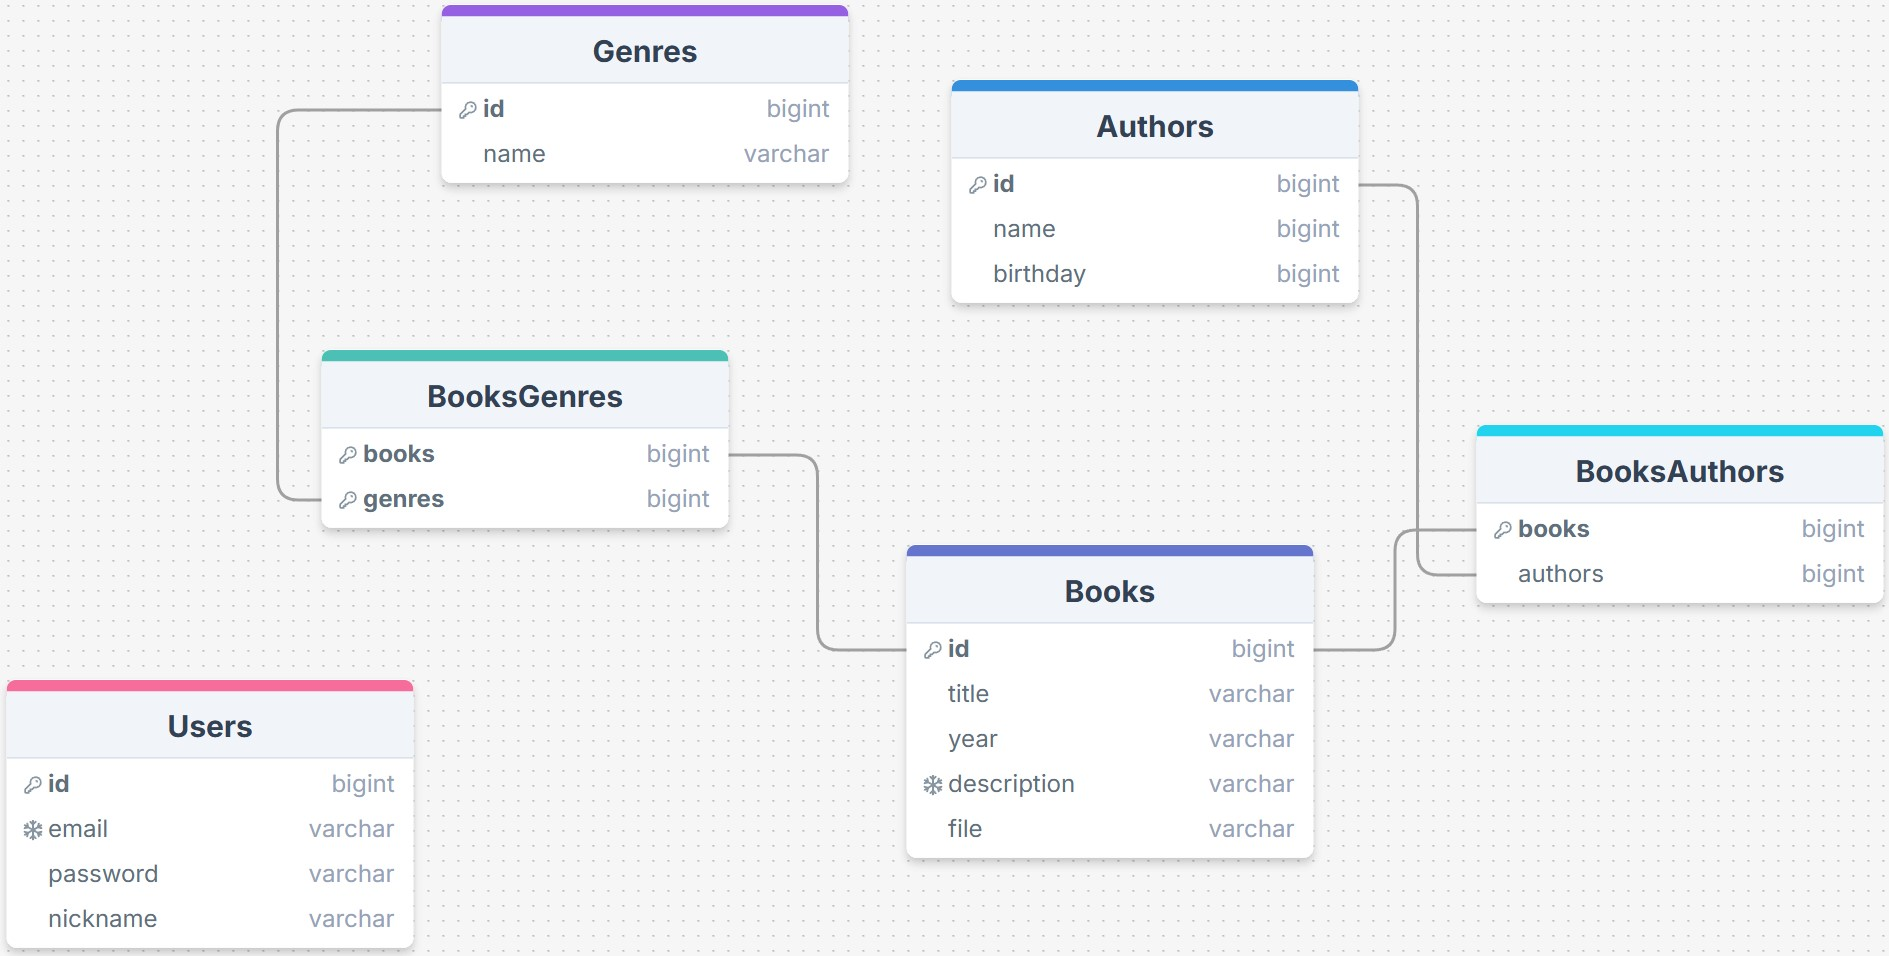 Genres
id bigint
name varchar
Authors
id bigint
name bigint
birthday bigint
BooksGenres
books bigint
genres bigint
BooksAuthors
books bigint
authors bigint
Books
id bigint
title varchar
year varchar
description varchar
file varchar
Users
id bigint
email varchar
password varchar
nickname varchar